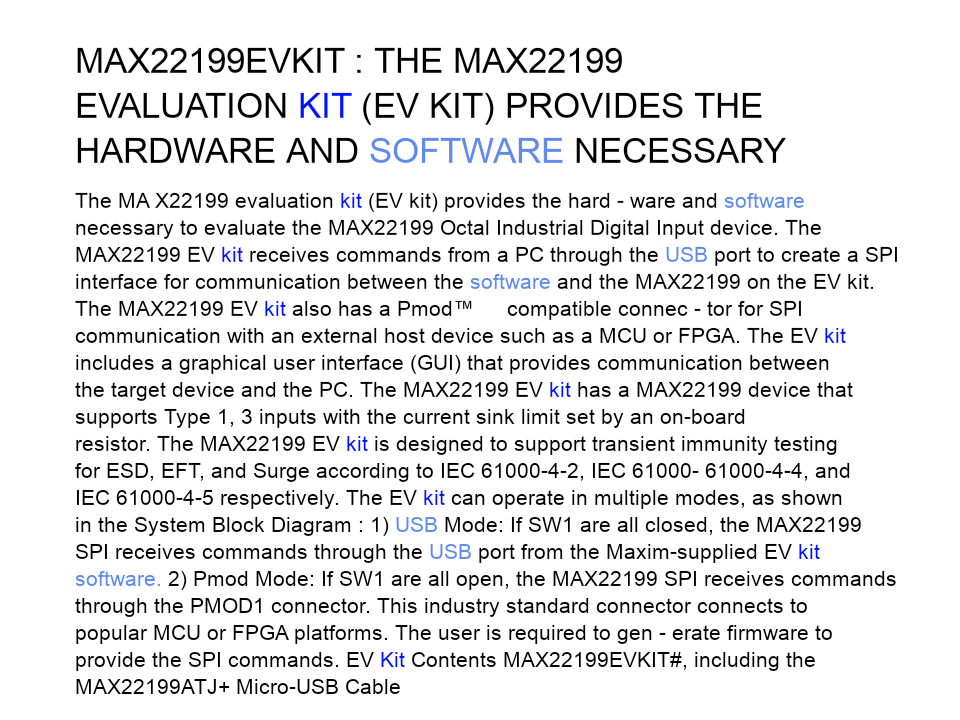 MAX22199EVKIT : THE MAX22199
EVALUATION KIT (EV KIT) PROVIDES THE
HARDWARE AND SOFTWARE NECESSARY
The MA X22199 evaluation kit (EV kit) provides the hard - ware and software
necessary to evaluate the MAX22199 Octal Industrial Digital Input device. The
MAX22199 EV kit receives commands from a PC through the USB port to create a SPI
interface for communication between the software and the MAX22199 on the EV kit.
The MAX22199 EV kit also has a Pmod™ compatible connec - tor for SPI
communication with an external host device such as a MCU or FPGA. The EV kit
includes a graphical user interface (GUI) that provides communication between
the target device and the PC. The MAX22199 EV kit has a MAX22199 device that
supports Type 1, 3 inputs with the current sink limit set by an on-board
resistor. The MAX22199 EV kit is designed to support transient immunity testing
for ESD, EFT, and Surge according to IEC 61000-4-2, IEC 61000- 61000-4-4, and
IEC 61000-4-5 respectively. The EV kit can operate in multiple modes, as shown
in the System Block Diagram : 1) USB Mode: If SW1 are all closed, the MAX22199
SPI receives commands through the USB port from the Maxim-supplied EV kit
software. 2) Pmod Mode: If SW1 are all open, the MAX22199 SPI receives commands
through the PMOD1 connector. This industry standard connector connects to
popular MCU or FPGA platforms. The user is required to gen - erate firmware to
provide the SPI commands. EV Kit Contents MAX22199EVKIT#, including the
MAX22199ATJ+ Micro-USB Cable